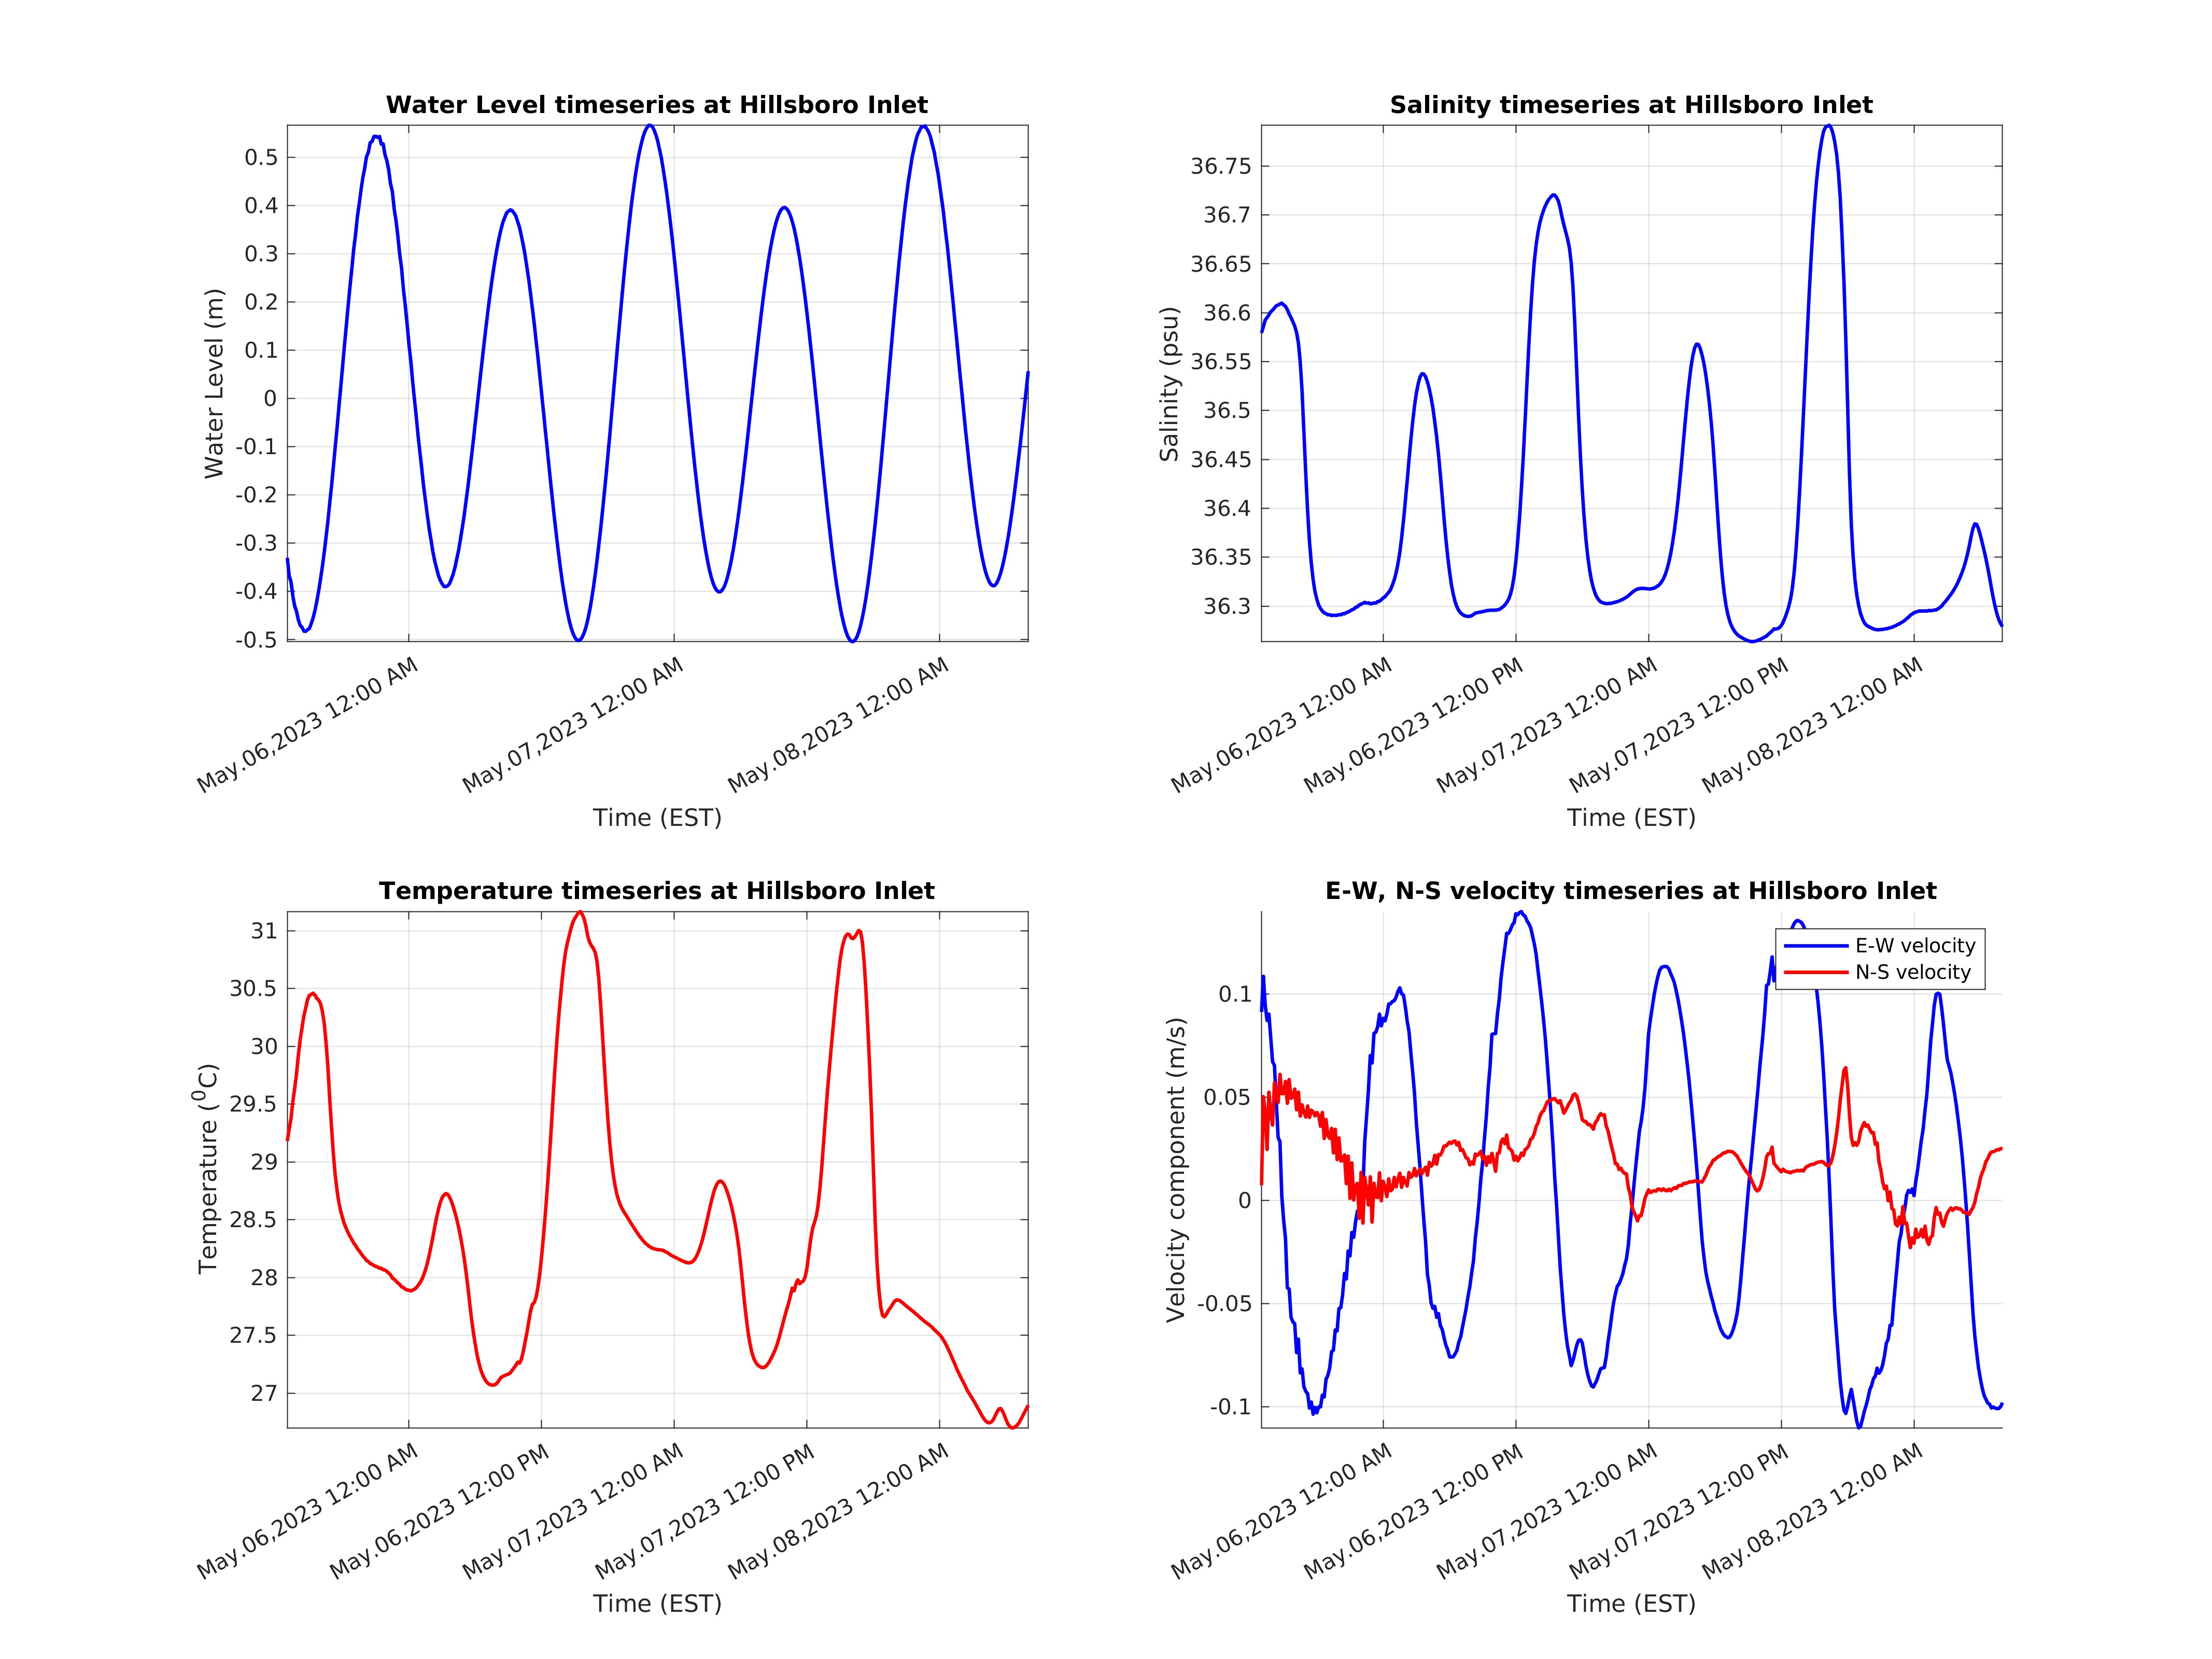 Water Level timeseries at Hillsboro Inlet
0.5
0.4
0.3
0.2
0.1
0
-0.1
-0.2
-0.3
-0.4
-0.5
Water Level (m)
May.06,2023 12:00 AM
May.07,2023 12:00 AM
May.08,2023 12:00 AM
Time (EST)
Salinity timeseries at Hillsboro Inlet
36.75
36.7
36.65
36.6
36.55
36.5
36.45
36.4
36.35
36.3
Salinity (psu)
May.06,2023 12:00 AM
May.06,2023 12:00 PM
May.07,2023 12:00 AM
May.07,2023 12:00 PM
May.08,2023 12:00 AM
Time (EST)
Temperature timeseries at Hillsboro Inlet
31
30.5
30
29.5
29
28.5
28
27.5
27
Temperature (⁰C)
May.06,2023 12:00 AM
May.06,2023 12:00 PM
May.07,2023 12:00 AM
May.07,2023 12:00 PM
May.08,2023 12:00 AM
Time (EST)
E-W, N-S velocity timeseries at Hillsboro Inlet
E-W velocity
N-S velocity
0.1
0.05
0
-0.05
-0.1
Velocity component (m/s)
May.06,2023 12:00 AM
May.06,2023 12:00 PM
May.07,2023 12:00 AM
May.07,2023 12:00 PM
May.08,2023 12:00 AM
Time (EST)